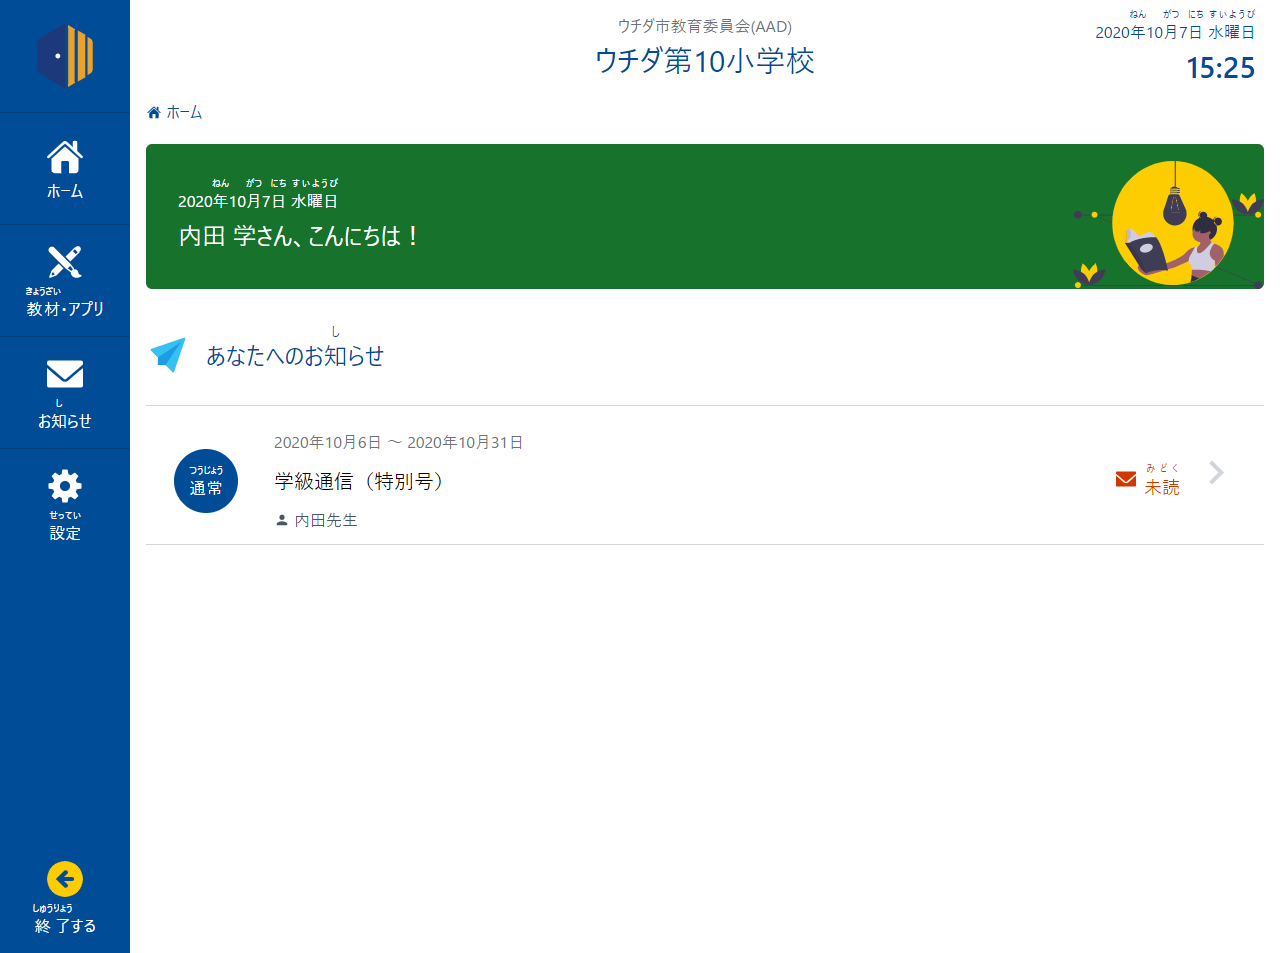 ウチダ市教育委員会(AAD)
ウチダ第10小学校
ねん がつ にち すいようび
2020年10月7日 水曜日
15:25
ホーム
ホーム
きょうざい
教材・アプリ
し
お知らせ
せってい
設定
しゅうりょう
終了する
ねん がつ にち すいようび
2020年10月7日 水曜日
内田 学さん、こんにちは！
し
あなたへのお知らせ
つうじょう
通常
2020年10月6日 ～ 2020年10月31日
学級通信（特別号）
内田先生
みどく
未読